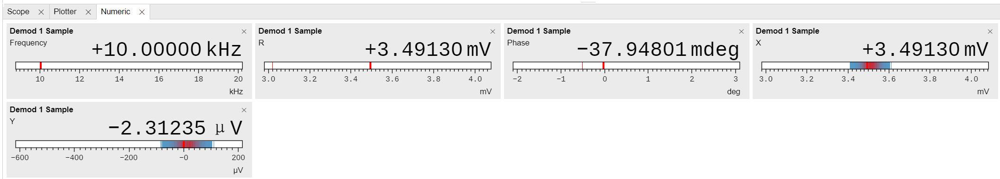 Scope Plotter Numeric
Demod 1 Sample
Frequency
+10.00000 kHz
10 12 14 16 18 20
kHz
Demod 1 Sample
R
+3.49130 mV
3.0 3.2 3.4 3.6 3.8 4.0
mV
Demod 1 Sample
Phase
−37.94801 mdeg
−2 −1 0 1 2 3
deg
Demod 1 Sample
X
+3.49130 mV
3.0 3.2 3.4 3.6 3.8 4.0
mV
Demod 1 Sample
Y
−2.31235 μV
−600 −400 −200 −0 200
μV